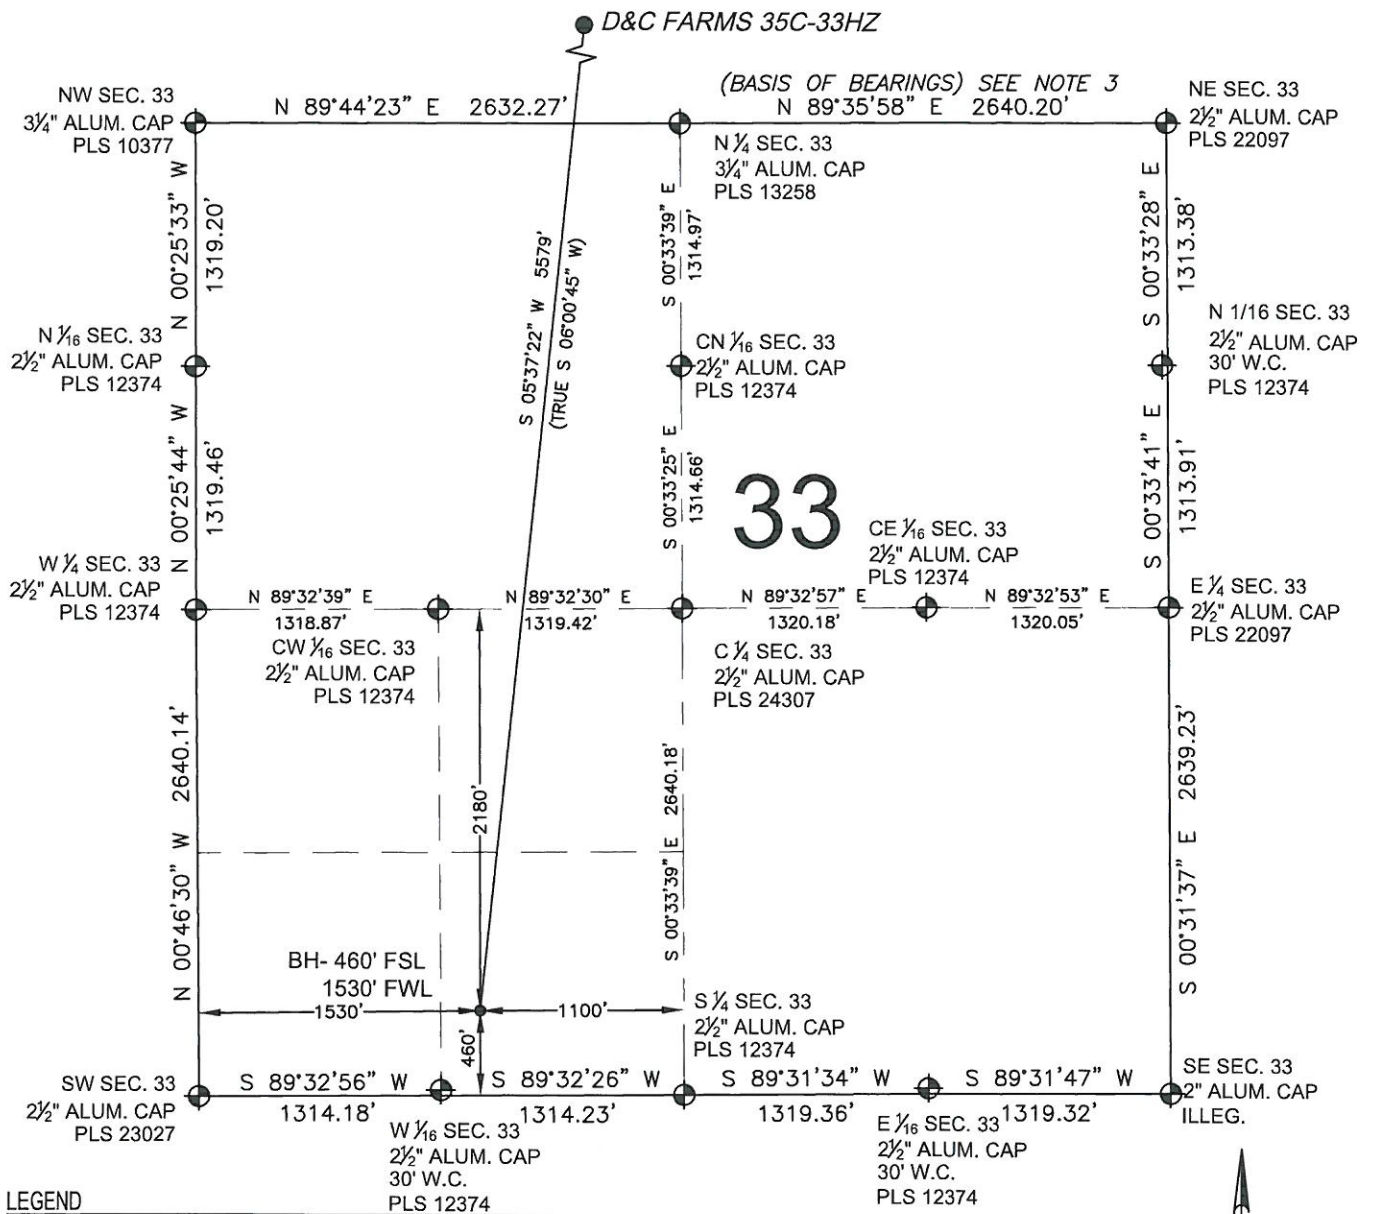 D&C FARMS 35C-33HZ
(BASIS OF BEARINGS) SEE NOTE 3
NW SEC. 33
3¼" ALUM. CAP
PLS 10377
N 89°44'23" E 2632.27'
N 89°35'58" E 2640.20'
NE SEC. 33
2½" ALUM. CAP
PLS 22097
N ¼ SEC. 33
3¼" ALUM. CAP
PLS 13258
N 00°25'33" W
1319.20'
S 05°37'22" W 5579'
(TRUE S 06°00'45" W)
S 00°33'39" E
1314.97'
S 00°33'28" E
1313.38'
N 1/16 SEC. 33
2½" ALUM. CAP
PLS 12374
CN 1/16 SEC. 33
2½" ALUM. CAP
PLS 12374
N 1/16 SEC. 33
2½" ALUM. CAP
30' W.C.
PLS 12374
N 00°25'44" W
1319.46'
S 00°33'25" E
1314.66'
33
S 00°33'41" E
1313.91'
CE 1/16 SEC. 33
2½" ALUM. CAP
PLS 12374
W ¼ SEC. 33
2½" ALUM. CAP
PLS 12374
N 89°32'39" E
1318.87'
N 89°32'30" E
1319.42'
N 89°32'57" E
1320.18'
N 89°32'53" E
1320.05'
E ¼ SEC. 33
2½" ALUM. CAP
PLS 22097
CW 1/16 SEC. 33
2½" ALUM. CAP
PLS 12374
C ¼ SEC. 33
2½" ALUM. CAP
PLS 24307
N 00°46'30" W 2640.14'
2180'
S 00°33'39" E 2640.18'
S 00°31'37" E 2639.23'
BH- 460' FSL
1530' FWL
1530'
1100'
460'
S ¼ SEC. 33
2½" ALUM. CAP
PLS 12374
SW SEC. 33
2½" ALUM. CAP
PLS 23027
S 89°32'56" W
1314.18'
S 89°32'26" W
1314.23'
S 89°31'34" W
1319.36'
S 89°31'47" W
1319.32'
SE SEC. 33
2" ALUM. CAP
ILLEG.
W 1/16 SEC. 33
2½" ALUM. CAP
30' W.C.
PLS 12374
E 1/16 SEC. 33
2½" ALUM. CAP
30' W.C.
PLS 12374
LEGEND